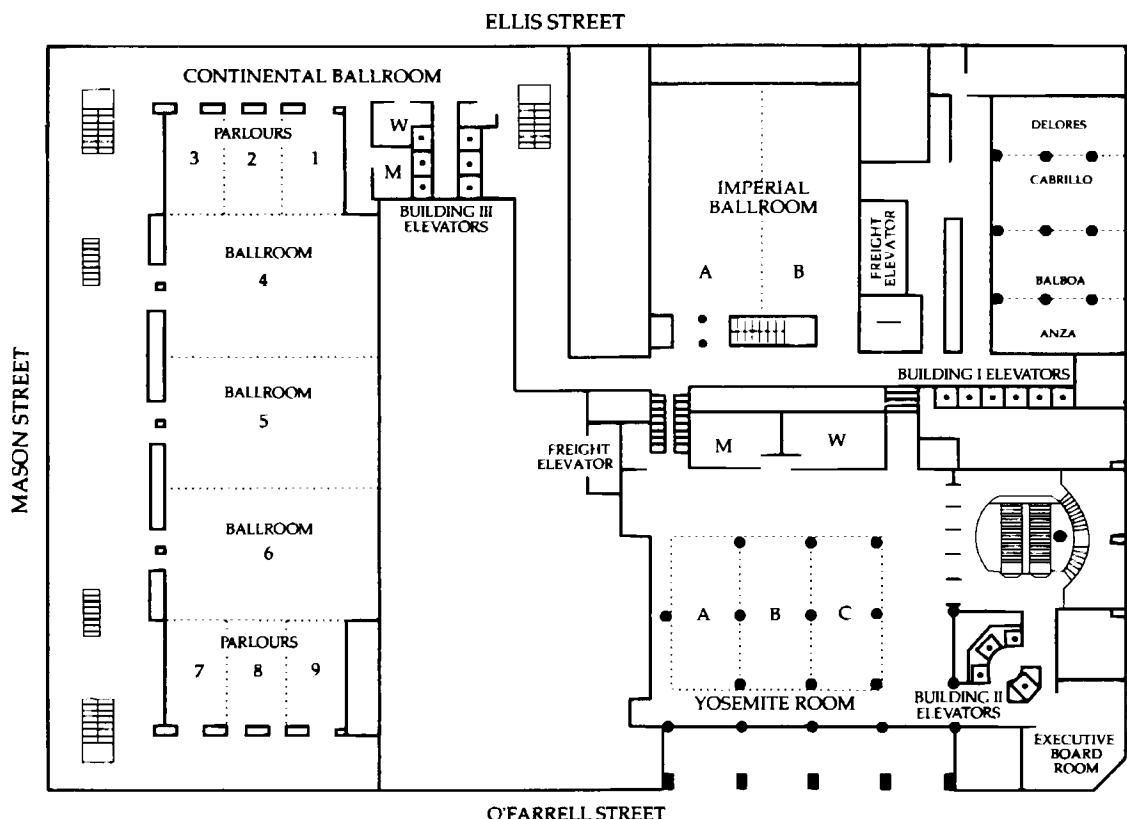 ELLIS STREET
CONTINENTAL BALLROOM
PARLOURS
3 2 1
W
M
BUILDING III
ELEVATORS
BALLROOM
4
BALLROOM
5
BALLROOM
6
PARLOURS
7 8 9
MASON STREET
IMPERIAL
BALLROOM
A B
FREIGHT
ELEVATOR
DELORES
CABRILLO
BALBOA
ANZA
BUILDING I ELEVATORS
FREIGHT
ELEVATOR
M
W
A B C
YOSEMITE ROOM
BUILDING II
ELEVATORS
EXECUTIVE
BOARD
ROOM
O'FARRELL STREET